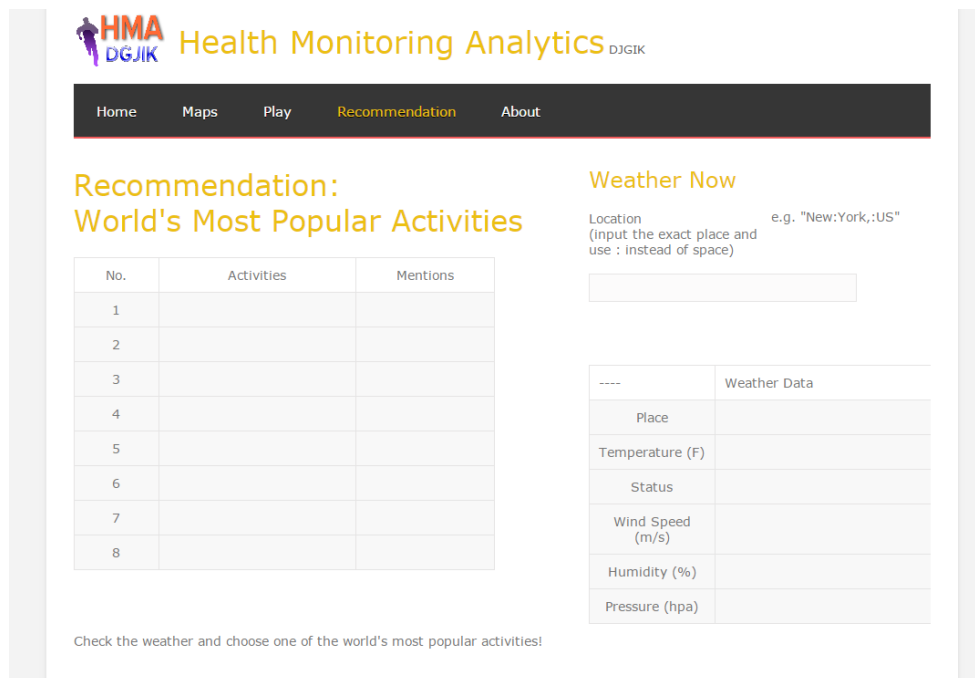 HMA
DGJIK
Health Monitoring Analytics DJGIK
Home Maps Play Recommendation About
Recommendation:
World's Most Popular Activities
No. Activities Mentions
1
2
3
4
5
6
7
8
Check the weather and choose one of the world's most popular activities!
Weather Now
Location
(input the exact place and
use : instead of space)
e.g. "New:York,:US"
---- Weather Data
Place
Temperature (F)
Status
Wind Speed
(m/s)
Humidity (%)
Pressure (hpa)